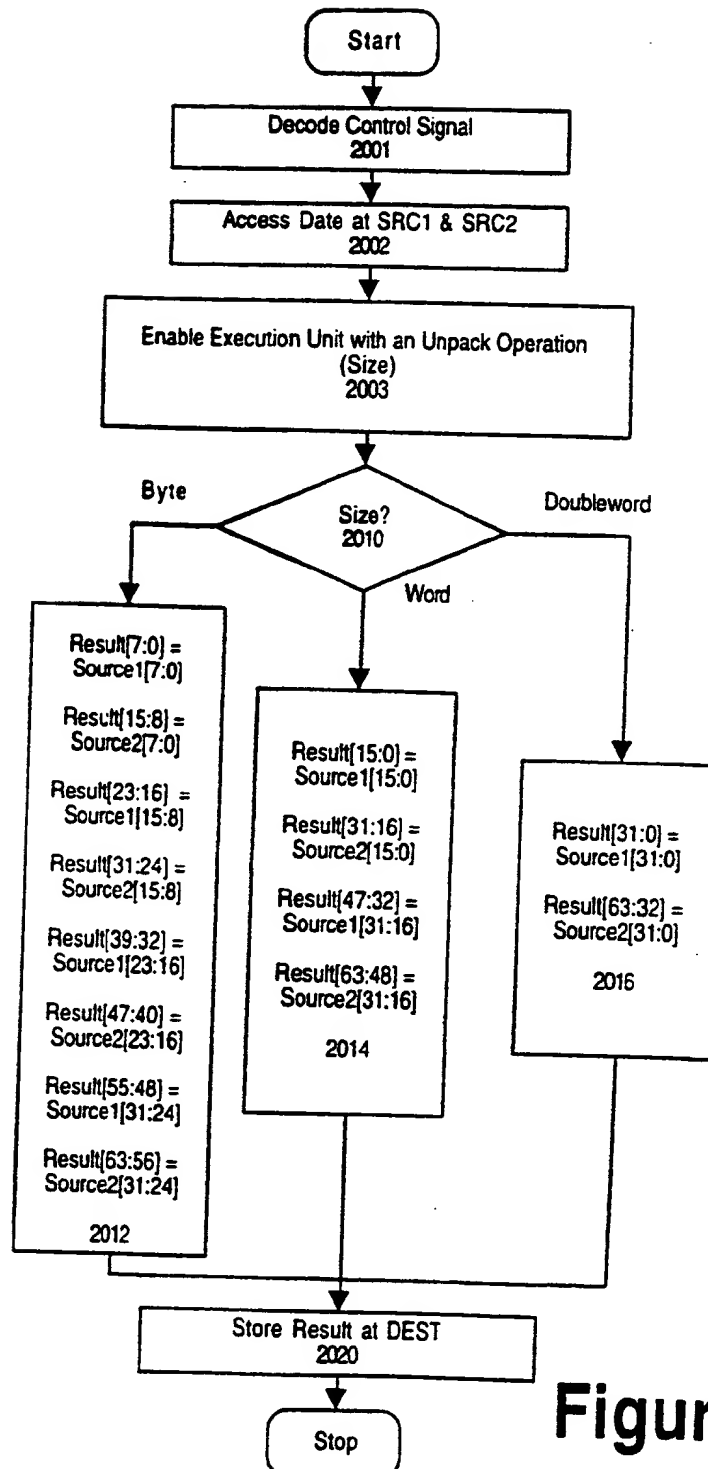 Start
Decode Control Signal
2001
Access Date at SRC1 & SRC2
2002
Enable Execution Unit with an Unpack Operation
(Size)
2003
Byte
Size?
2010
Doubleword
Word
Result[7:0] =
Source1[7:0]
Result[15:8] =
Source2[7:0]
Result[23:16] =
Source1[15:8]
Result[31:24] =
Source2[15:8]
Result[39:32] =
Source1[23:16]
Result[47:40] =
Source2[23:16]
Result[55:48] =
Source1[31:24]
Result[63:56] =
Source2[31:24]
2012
Result[15:0] =
Source1[15:0]
Result[31:16] =
Source2[15:0]
Result[47:32] =
Source1[31:16]
Result[63:48] =
Source2[31:16]
2014
Result[31:0] =
Source1[31:0]
Result[63:32] =
Source2[31:0]
2016
Store Result at DEST
2020
Stop
Figur